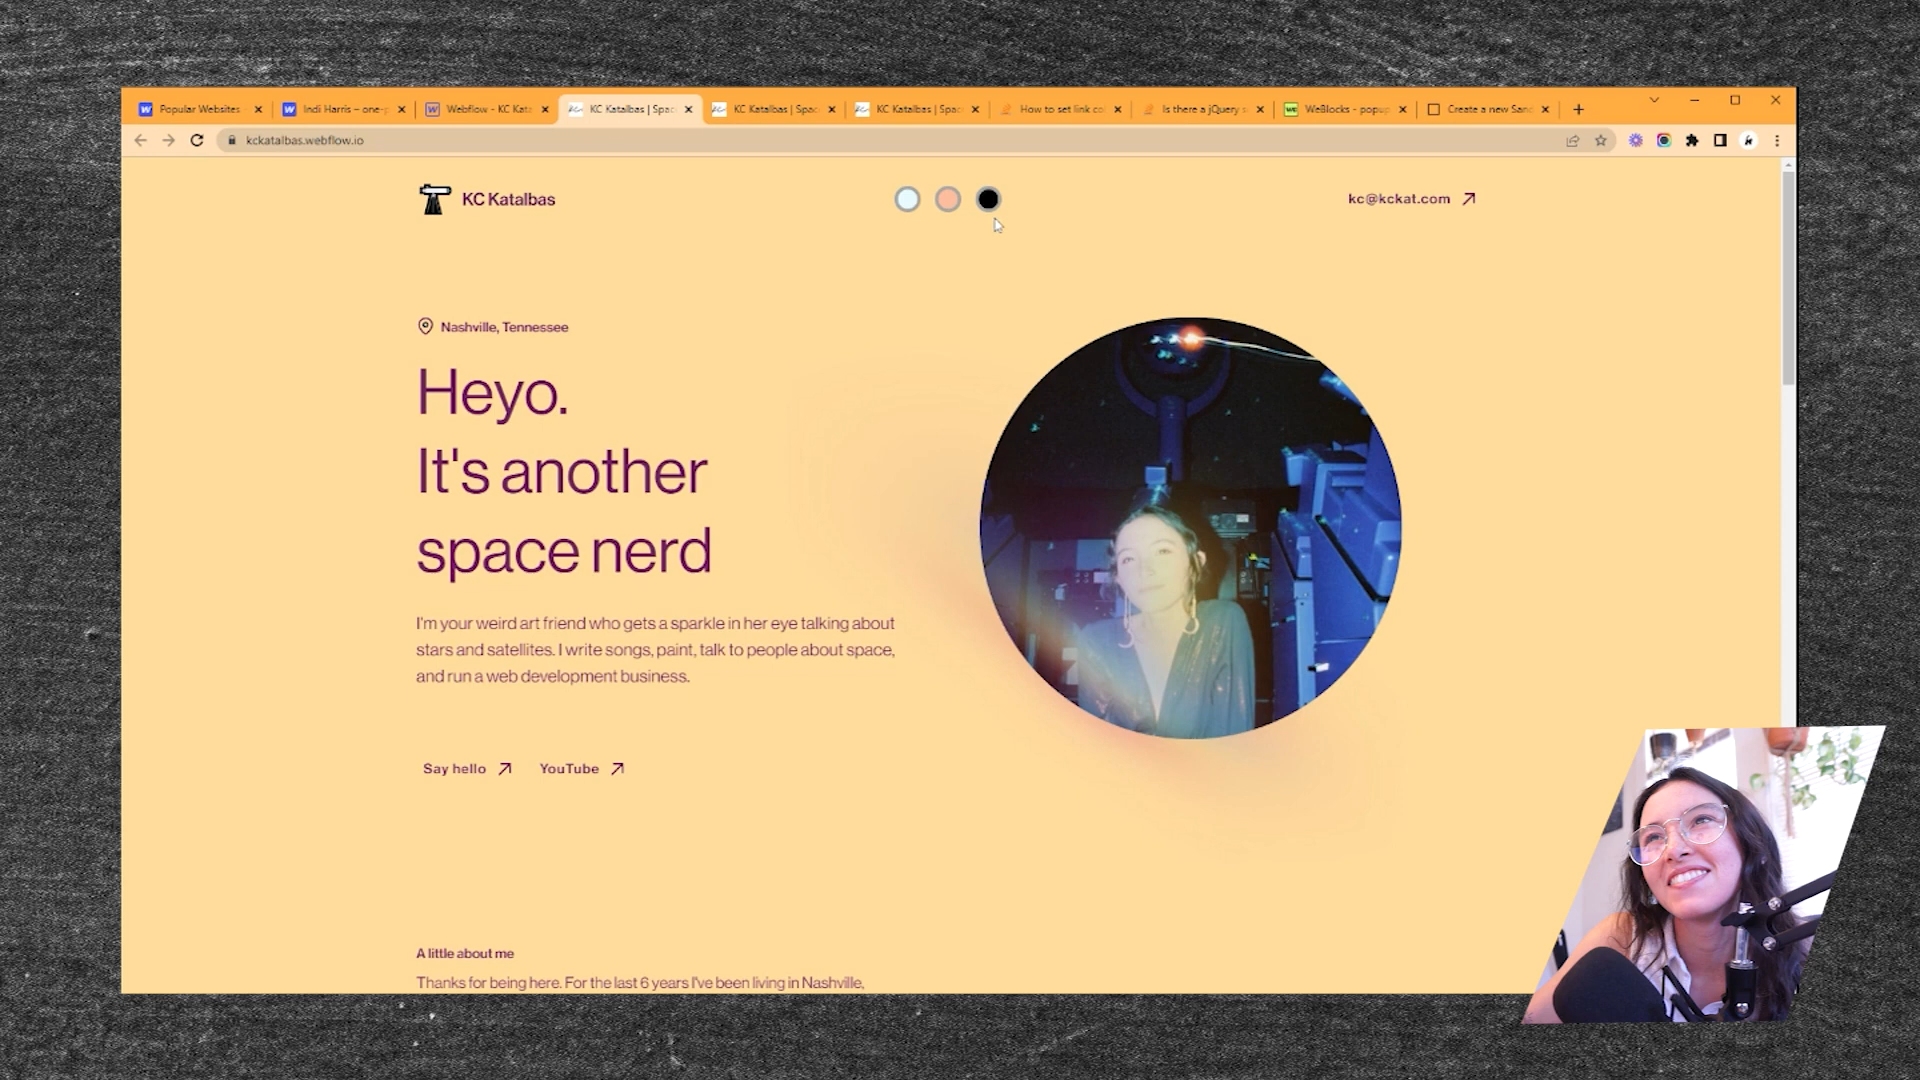 Popular Websites
Indi Harris – one-p
Webflow - KC Kata
KC Katalbas | Spac
KC Katalbas | Spac
KC Katalbas | Spac
How to set link co
Is there a jQuery s
WeBlocks - popup
Create a new Sand
kckatalbas.webflow.io
KC Katalbas
kc@kckat.com
Nashville, Tennessee
Heyo.
It's another
space nerd
I'm your weird art friend who gets a sparkle in her eye talking about
stars and satellites. I write songs, paint, talk to people about space,
and run a web development business.
Say hello
YouTube
A little about me
Thanks for being here. For the last 6 years I've been living in Nashville,